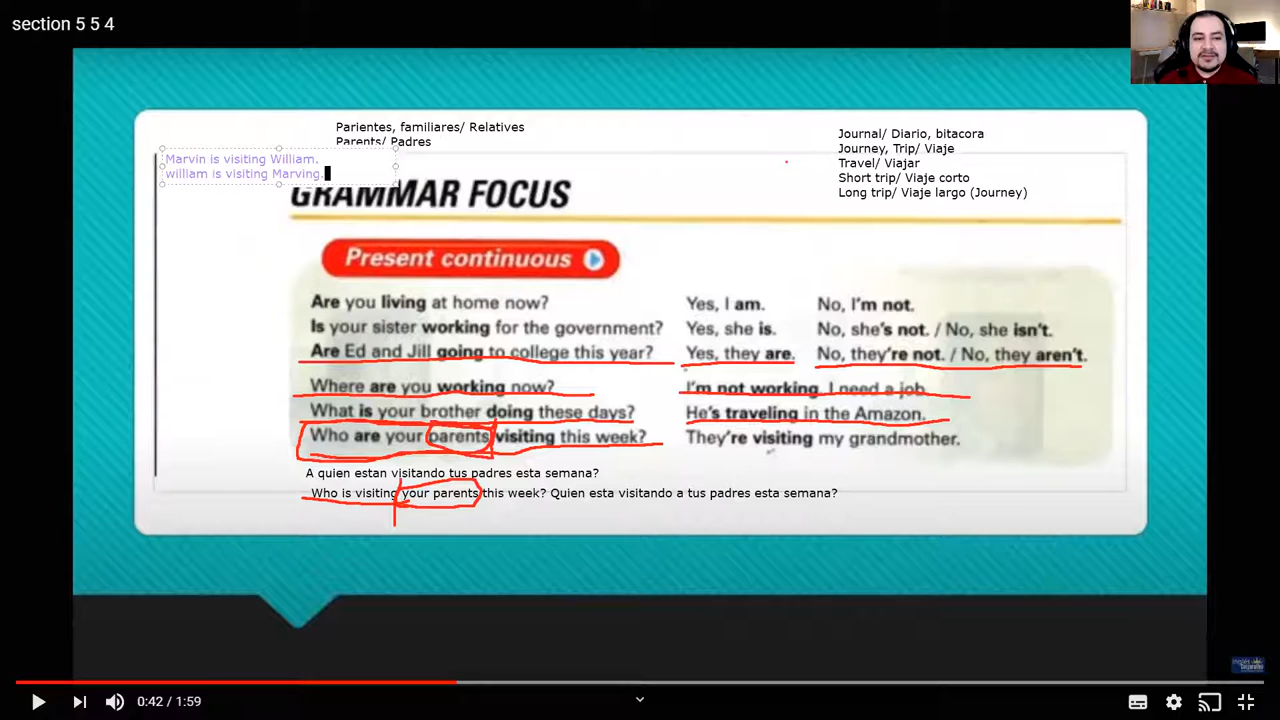 section 5 5 4
Parientes, familiares/ Relatives
Parents/ Padres
Journal/ Diario, bitacora
Journey, Trip/ Viaje
Travel/ Viajar
Short trip/ Viaje corto
Long trip/ Viaje largo (Journey)
Marvin is visiting William.
william is visiting Marving.
GRAMMAR FOCUS
Present continuous
Are you living at home now? Yes, I am. No, I'm not.
Is your sister working for the government? Yes, she is. No, she's not. / No, she isn't.
Are Ed and Jill going to college this year? Yes, they are. No, they're not. / No, they aren't.
Where are you working now? I'm not working. I need a job.
What is your brother doing these days? He's traveling in the Amazon.
Who are your parents visiting this week? They're visiting my grandmother.
A quien estan visitando tus padres esta semana?
Who is visiting your parents this week? Quien esta visitando a tus padres esta semana?
0:42 / 1:59